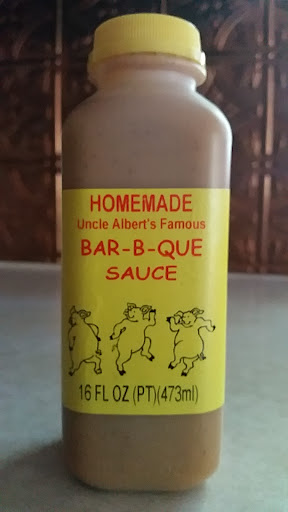 HOMEMADE
Uncle Albert's Famous
BAR-B-QUE
SAUCE
16 FL OZ (PT)(473ml)